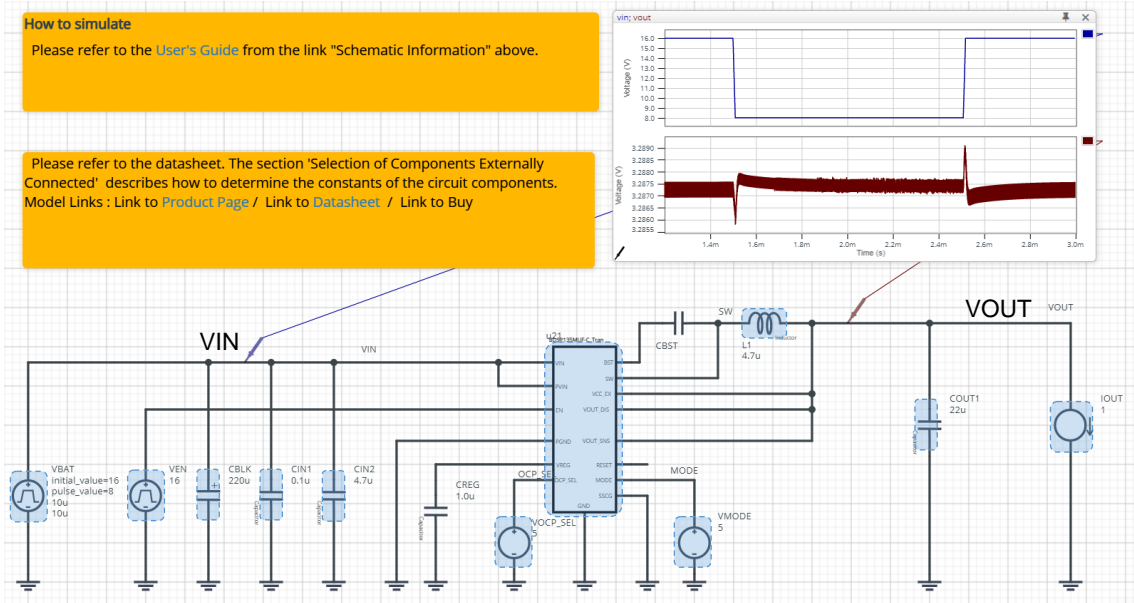 How to simulate
Please refer to the User's Guide from the link "Schematic Information" above.
Please refer to the datasheet. The section 'Selection of Components Externally
Connected' describes how to determine the constants of the circuit components.
Model Links : Link to Product Page / Link to Datasheet / Link to Buy
vin; vout
Voltage (V)
16.0
15.0
14.0
13.0
12.0
11.0
10.0
9.0
8.0
Voltage (V)
3.2890
3.2885
3.2880
3.2875
3.2870
3.2865
3.2860
3.2855
1.4m 1.6m 1.8m 2.0m 2.2m 2.4m 2.6m 2.8m 3.0m
Time (s)
VIN
VIN
SW
VOUT
VOUT
CBST
L1
4.7u
Inductor
u21
VIN
PVIN
EN
PGND
VREG
OCP_SEL
GND
BST
SW
VCC_EX
VOUT_DIS
VOUT_SNS
RESET
MODE
SSCG
COUT1
22u
Capacitor
IOUT
1
VBAT
initial_value=16
pulse_value=8
10u
10u
VEN
16
CBLK
220u
CIN1
0.1u
Capacitor
CIN2
4.7u
Capacitor
CREG
1.0u
Capacitor
VOCP_SEL
5
MODE
VMODE
5